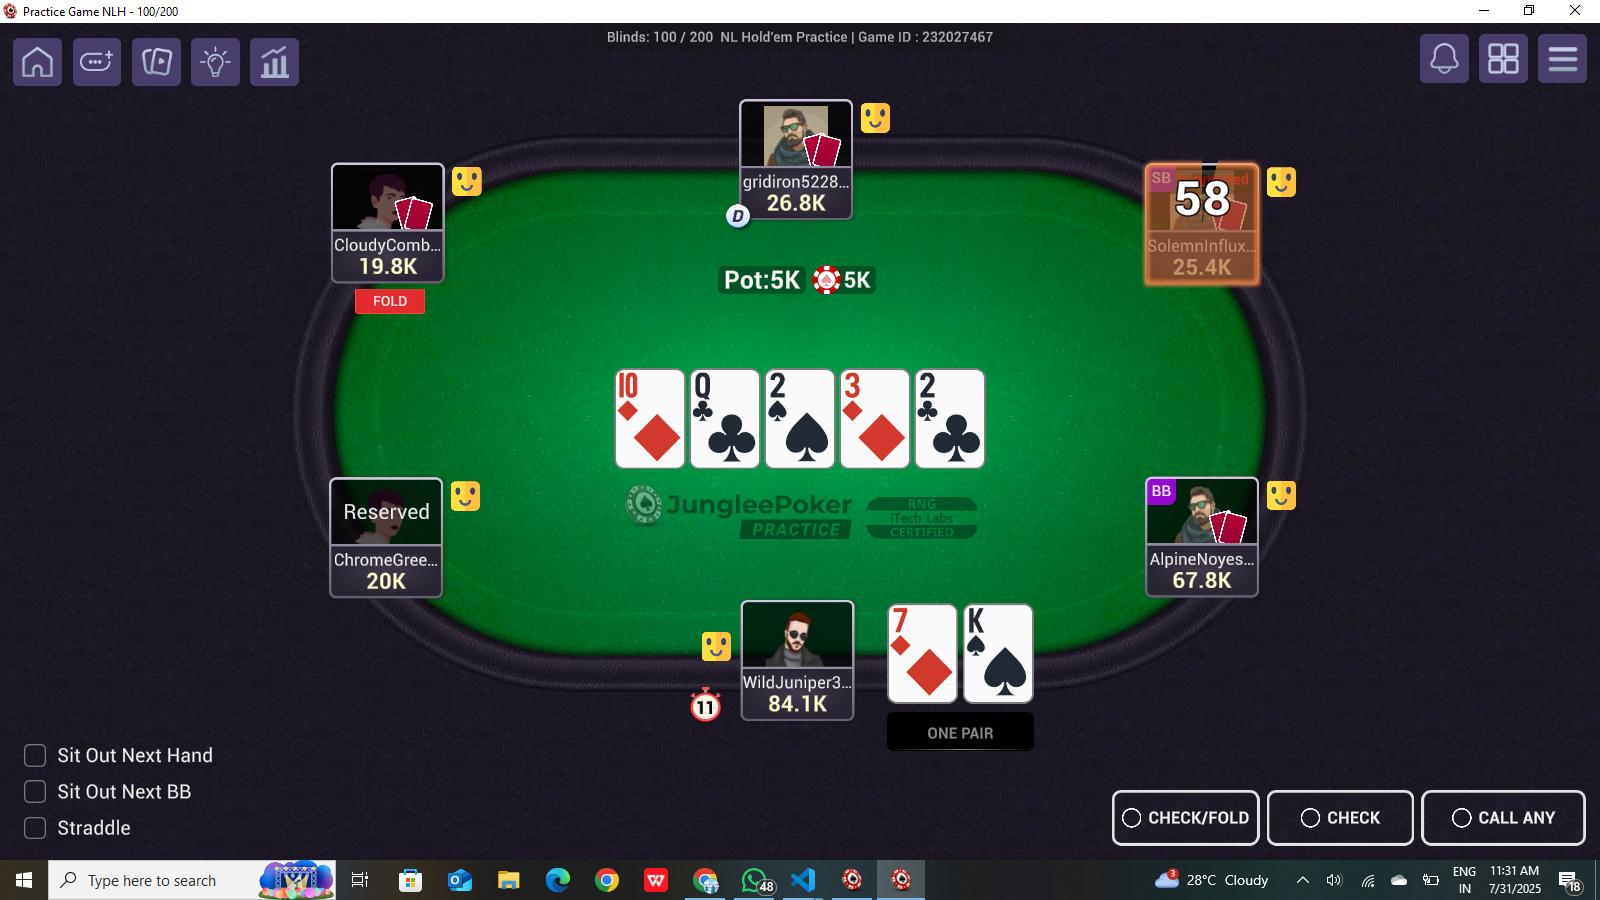 Practice Game NLH - 100/200
Blinds: 100 / 200 NL Hold'em Practice | Game ID : 232027467
gridiron5228...
26.8K
D
CloudyComb...
19.8K
FOLD
SB
58
SolemnInflux...
25.4K
Pot:5K 5K
10 Q 2 3 2
JungleePoker
PRACTICE
RNG
iTech Labs
CERTIFIED
Reserved
ChromeGree...
20K
BB
AlpineNoyes...
67.8K
7 K
WildJuniper3...
84.1K
11
ONE PAIR
Sit Out Next Hand
Sit Out Next BB
Straddle
CHECK/FOLD
CHECK
CALL ANY
Type here to search
W
48
3
28°C Cloudy
ENG
IN
11:31 AM
7/31/2025
18